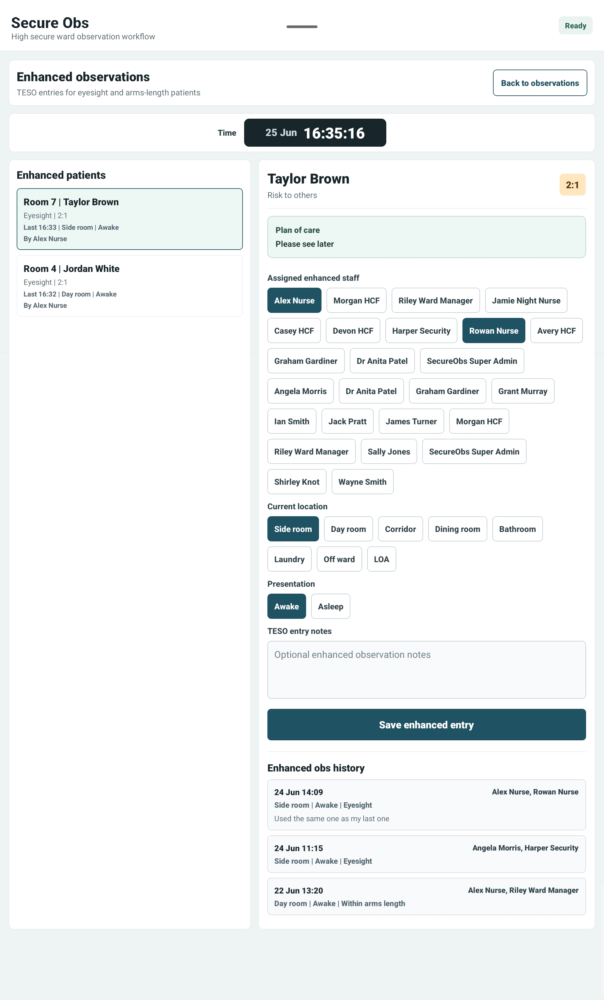 Secure Obs
High secure ward observation workflow
Ready
Enhanced observations
TESO entries for eyesight and arms-length patients
Back to observations
Time
25 Jun 16:35:16
Enhanced patients
Room 7 | Taylor Brown
Eyesight | 2:1
Last 16:33 | Side room | Awake
By Alex Nurse
Room 4 | Jordan White
Eyesight | 2:1
Last 16:32 | Day room | Awake
By Alex Nurse
Taylor Brown
Risk to others
2:1
Plan of care
Please see later
Assigned enhanced staff
Alex Nurse Morgan HCF Riley Ward Manager Jamie Night Nurse
Casey HCF Devon HCF Harper Security Rowan Nurse Avery HCF
Graham Gardiner Dr Anita Patel SecureObs Super Admin
Angela Morris Dr Anita Patel Graham Gardiner Grant Murray
Ian Smith Jack Pratt James Turner Morgan HCF
Riley Ward Manager Sally Jones SecureObs Super Admin
Shirley Knot Wayne Smith
Current location
Side room Day room Corridor Dining room Bathroom
Laundry Off ward LOA
Presentation
Awake Asleep
TESO entry notes
Optional enhanced observation notes
Save enhanced entry
Enhanced obs history
24 Jun 14:09 Alex Nurse, Rowan Nurse
Side room | Awake | Eyesight
Used the same one as my last one
24 Jun 11:15 Angela Morris, Harper Security
Side room | Awake | Eyesight
22 Jun 13:20 Alex Nurse, Riley Ward Manager
Day room | Awake | Within arms length